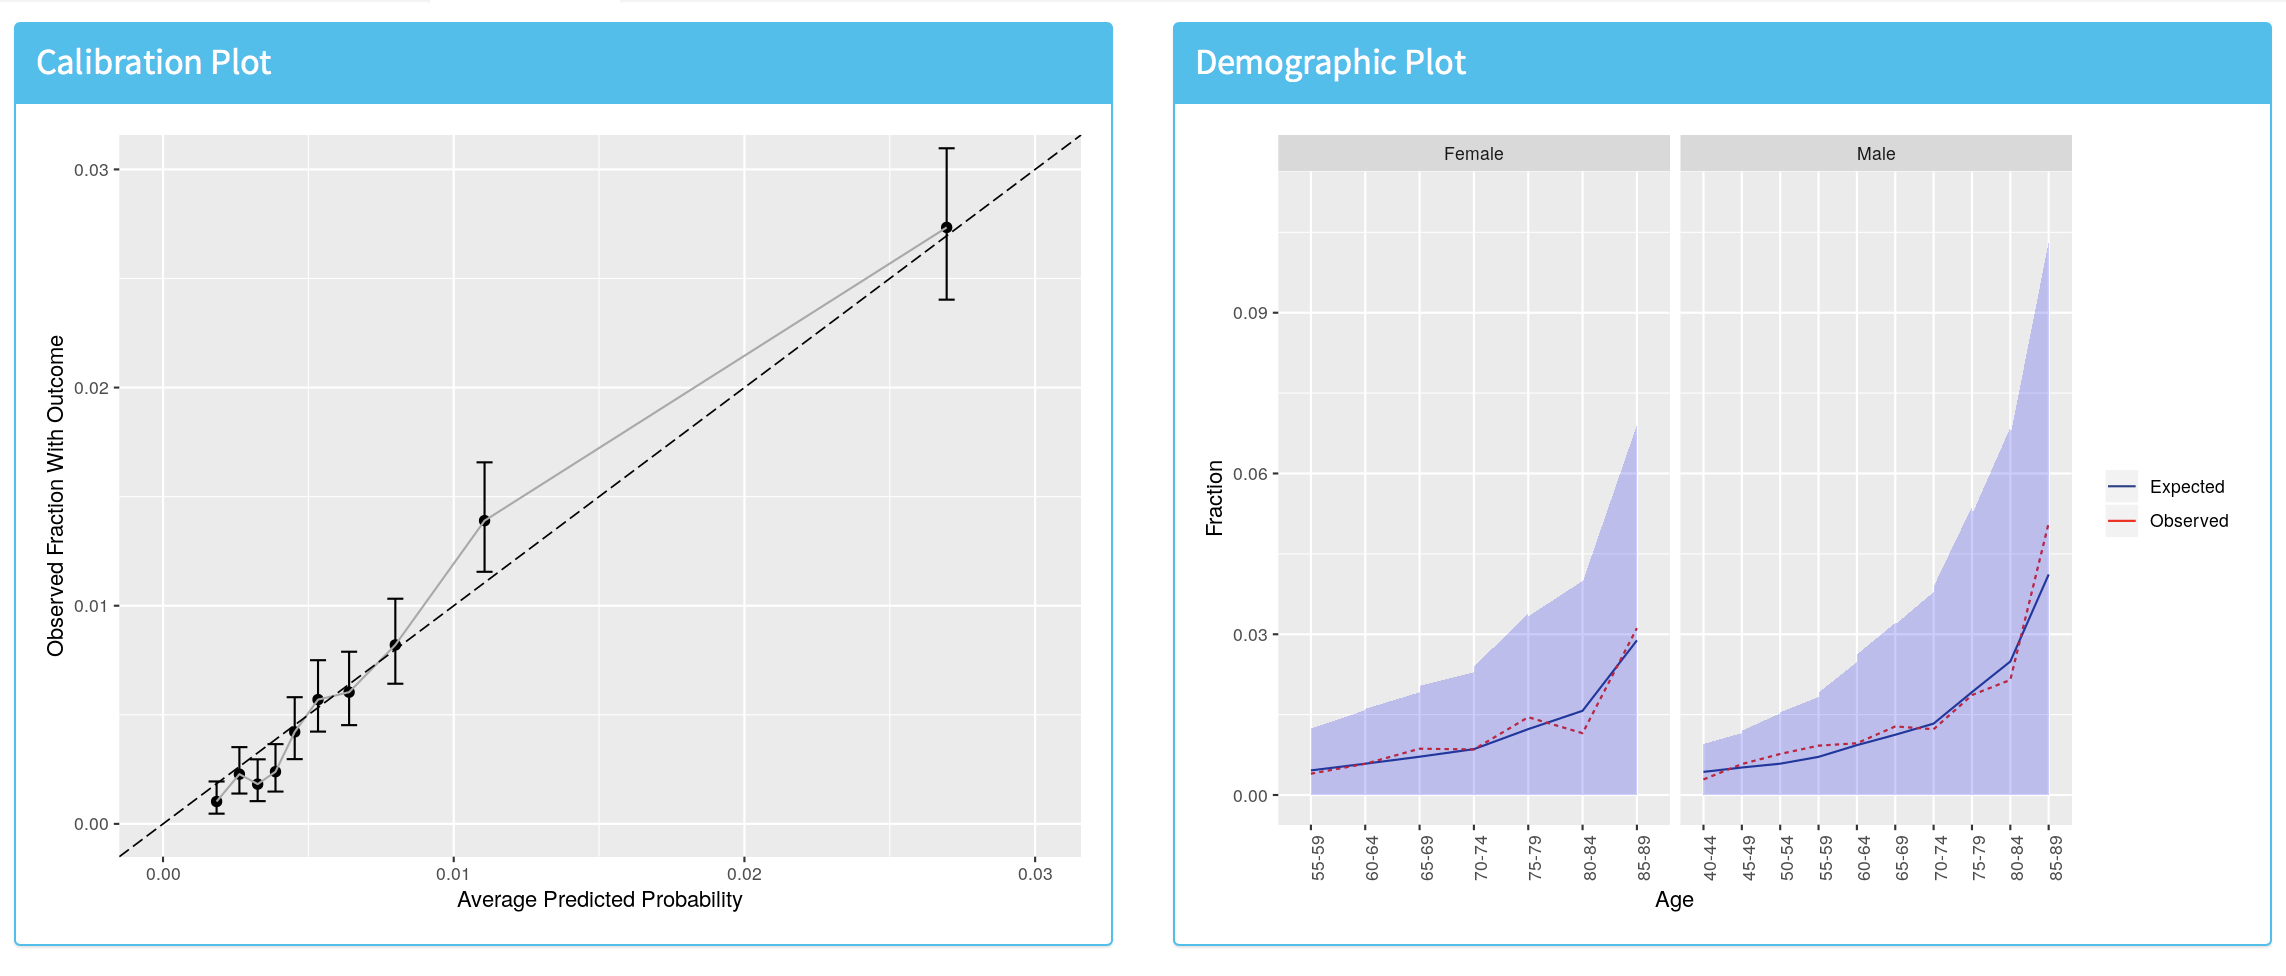 Calibration Plot
Observed Fraction With Outcome
0.03
0.02
0.01
0.00
0.00 0.01 0.02 0.03
Average Predicted Probability
Demographic Plot
Female Male
Fraction
0.09
0.06
0.03
0.00
55-59 60-64 65-69 70-74 75-79 80-84 85-89 40-44 45-49 50-54 55-59 60-64 65-69 70-74 75-79 80-84 85-89
Age
Expected
Observed